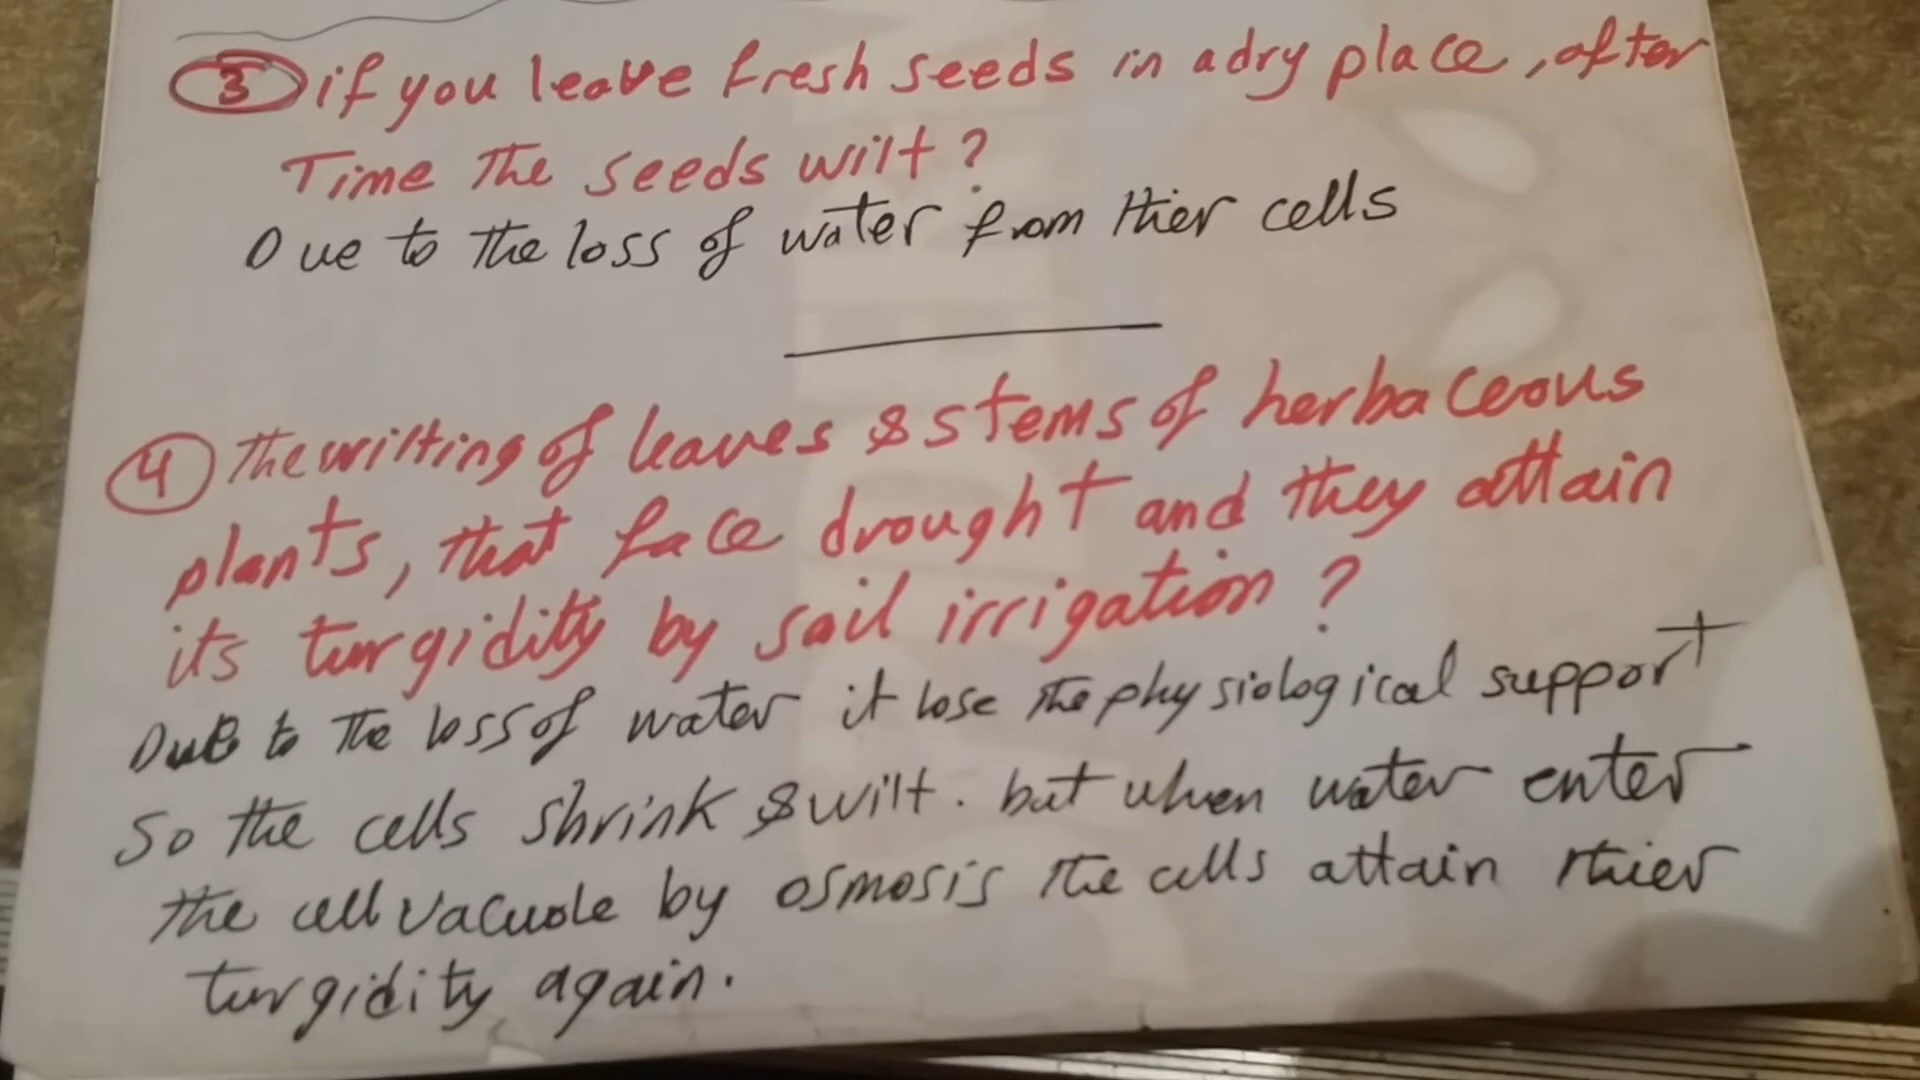 3 if you leave fresh seeds in a dry place, after
Time the seeds wilt?
Due to the loss of water from thier cells
4 the wilting of leaves & stems of herbaceous
plants, that face drought and they attain
its turgidity by soil irrigation?
Due to the loss of water it lose the physiological support
So the cells shrink & wilt. but when water enter
the cell vacuole by osmosis the cells attain thier
turgidity again.